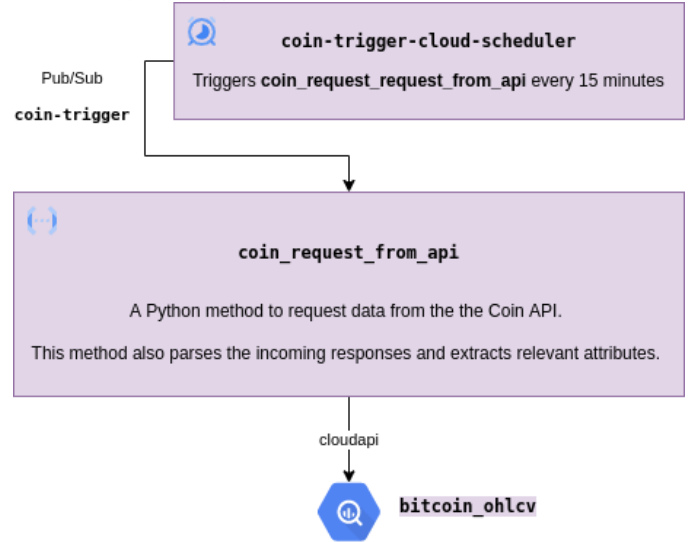 coin-trigger-cloud-scheduler
Triggers coin_request_request_from_api every 15 minutes
Pub/Sub
coin-trigger
coin_request_from_api
A Python method to request data from the the Coin API.
This method also parses the incoming responses and extracts relevant attributes.
cloudapi
bitcoin_ohlcv